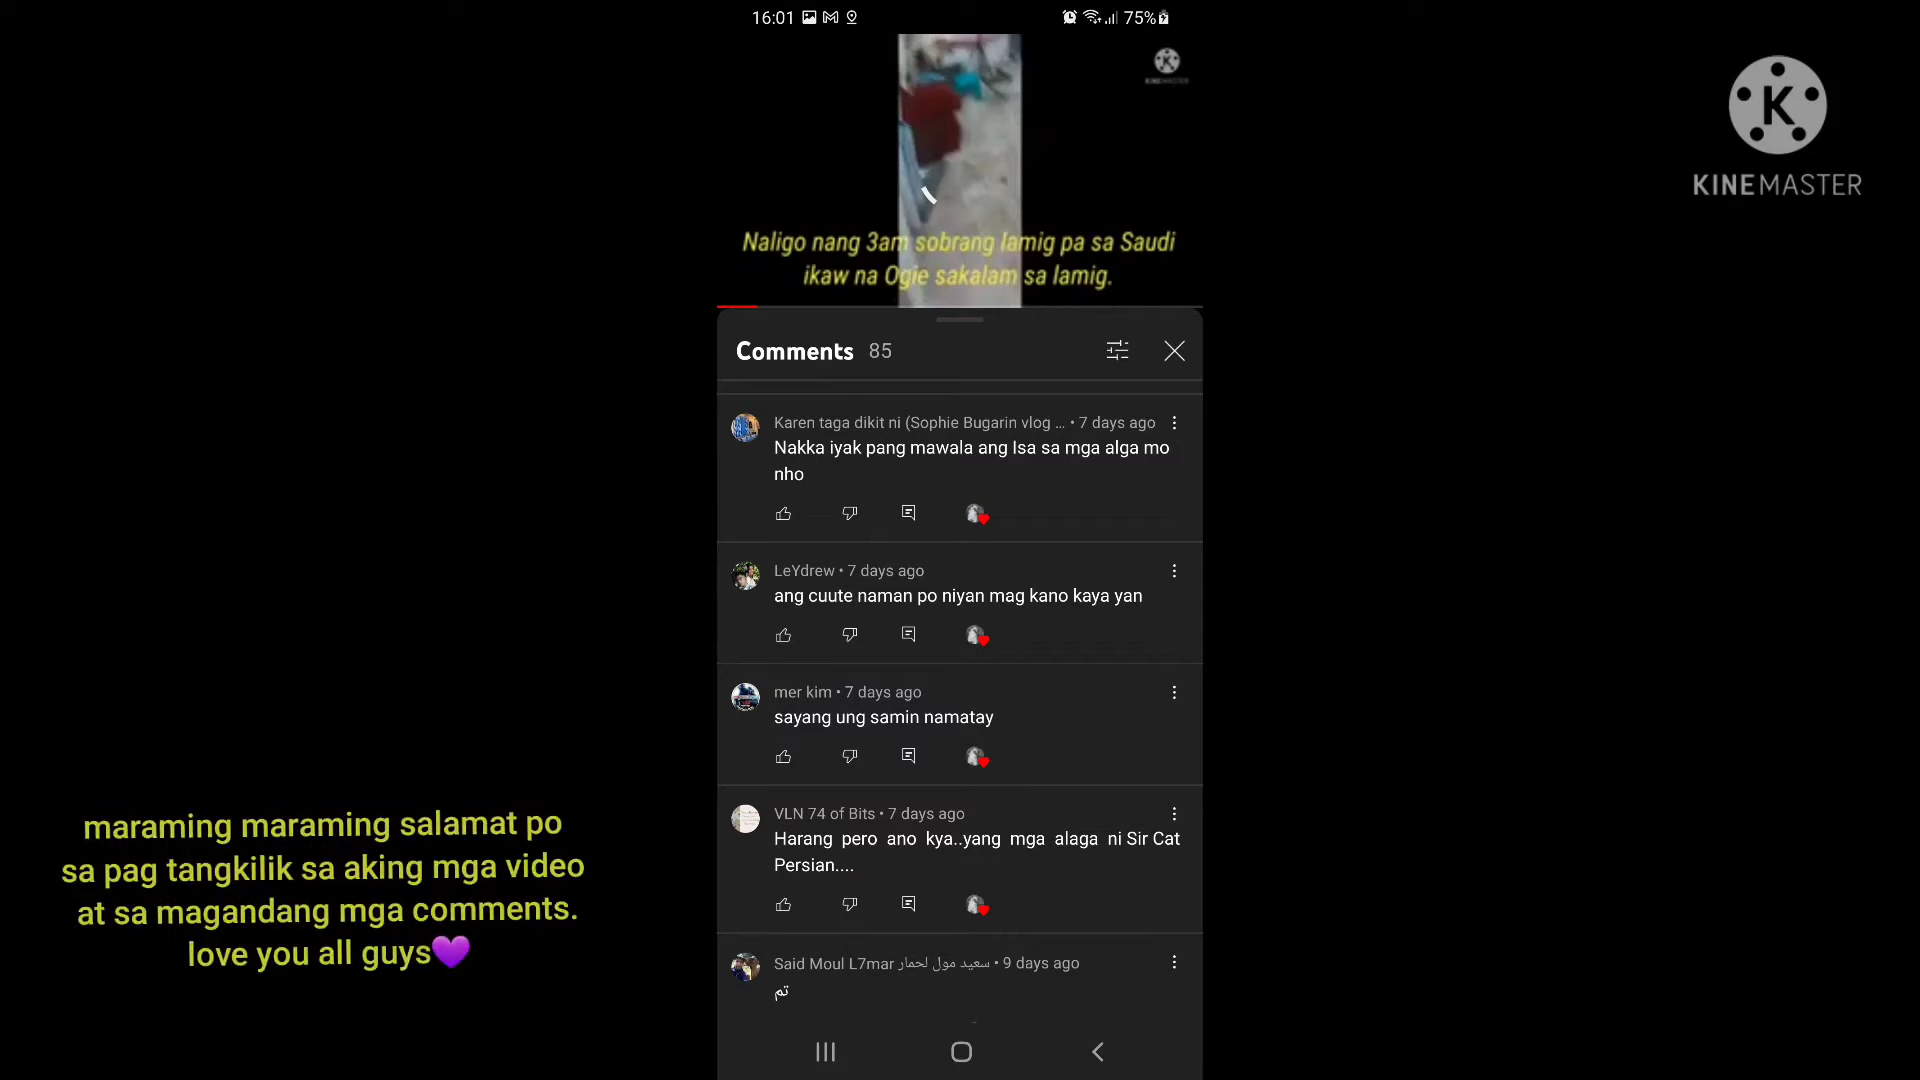 16:01
75%
KINEMASTER
KINEMASTER
Naligo nang 3am sobrang lamig pa sa Saudi
ikaw na Ogie sakalam sa lamig.
Comments 85
Karen taga dikit ni (Sophie Bugarin vlog ... • 7 days ago
Nakka iyak pang mawala ang Isa sa mga alga mo
nho
LeYdrew • 7 days ago
ang cuute naman po niyan mag kano kaya yan
mer kim • 7 days ago
sayang ung samin namatay
VLN 74 of Bits • 7 days ago
Harang pero ano kya..yang mga alaga ni Sir Cat
Persian....
Said Moul L7mar سعيد مول لحمار • 9 days ago
تم
maraming maraming salamat po
sa pag tangkilik sa aking mga video
at sa magandang mga comments.
love you all guys💜